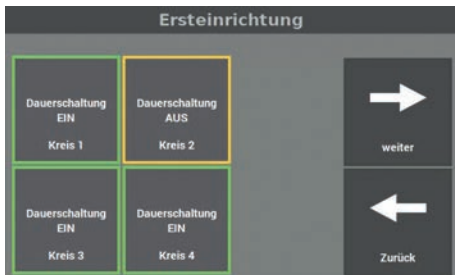 Ersteinrichtung
Dauerschaltung
EIN
Kreis 1
Dauerschaltung
AUS
Kreis 2
weiter
Dauerschaltung
EIN
Kreis 3
Dauerschaltung
EIN
Kreis 4
Zurück